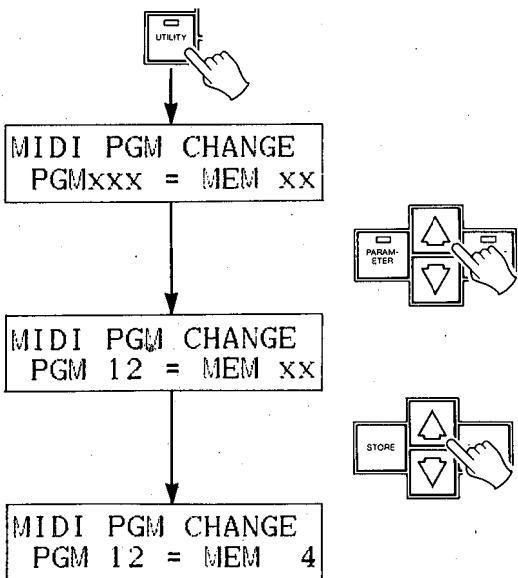 UTILITY
MIDI PGM CHANGE
PGMxxx = MEM xx
PARAM-
ETER
MIDI PGM CHANGE
PGM 12 = MEM xx
STORE
MIDI PGM CHANGE
PGM 12 = MEM 4